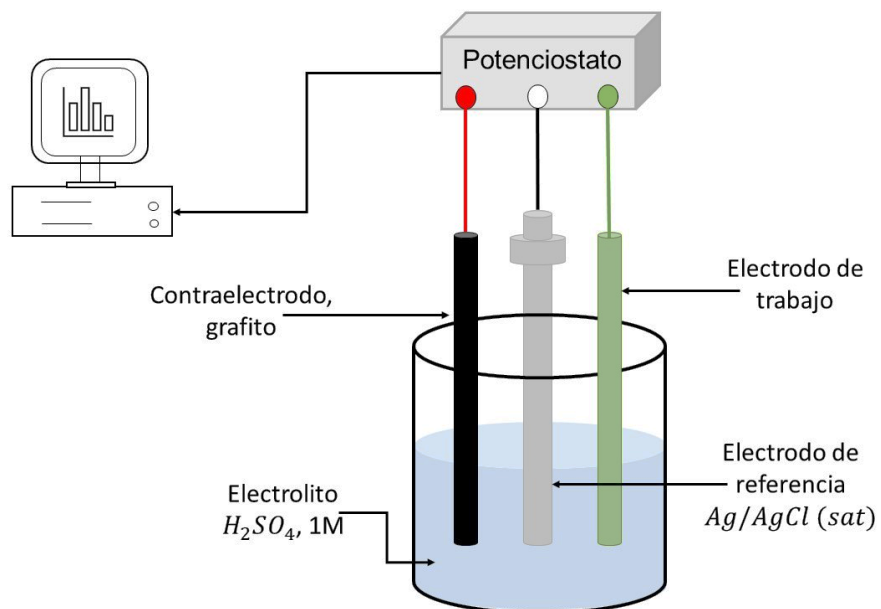 Potenciostato
Contraelectrodo,
grafito
Electrodo de
trabajo
Electrolito
H₂SO₄, 1M
Electrodo de
referencia
Ag/AgCl (sat)